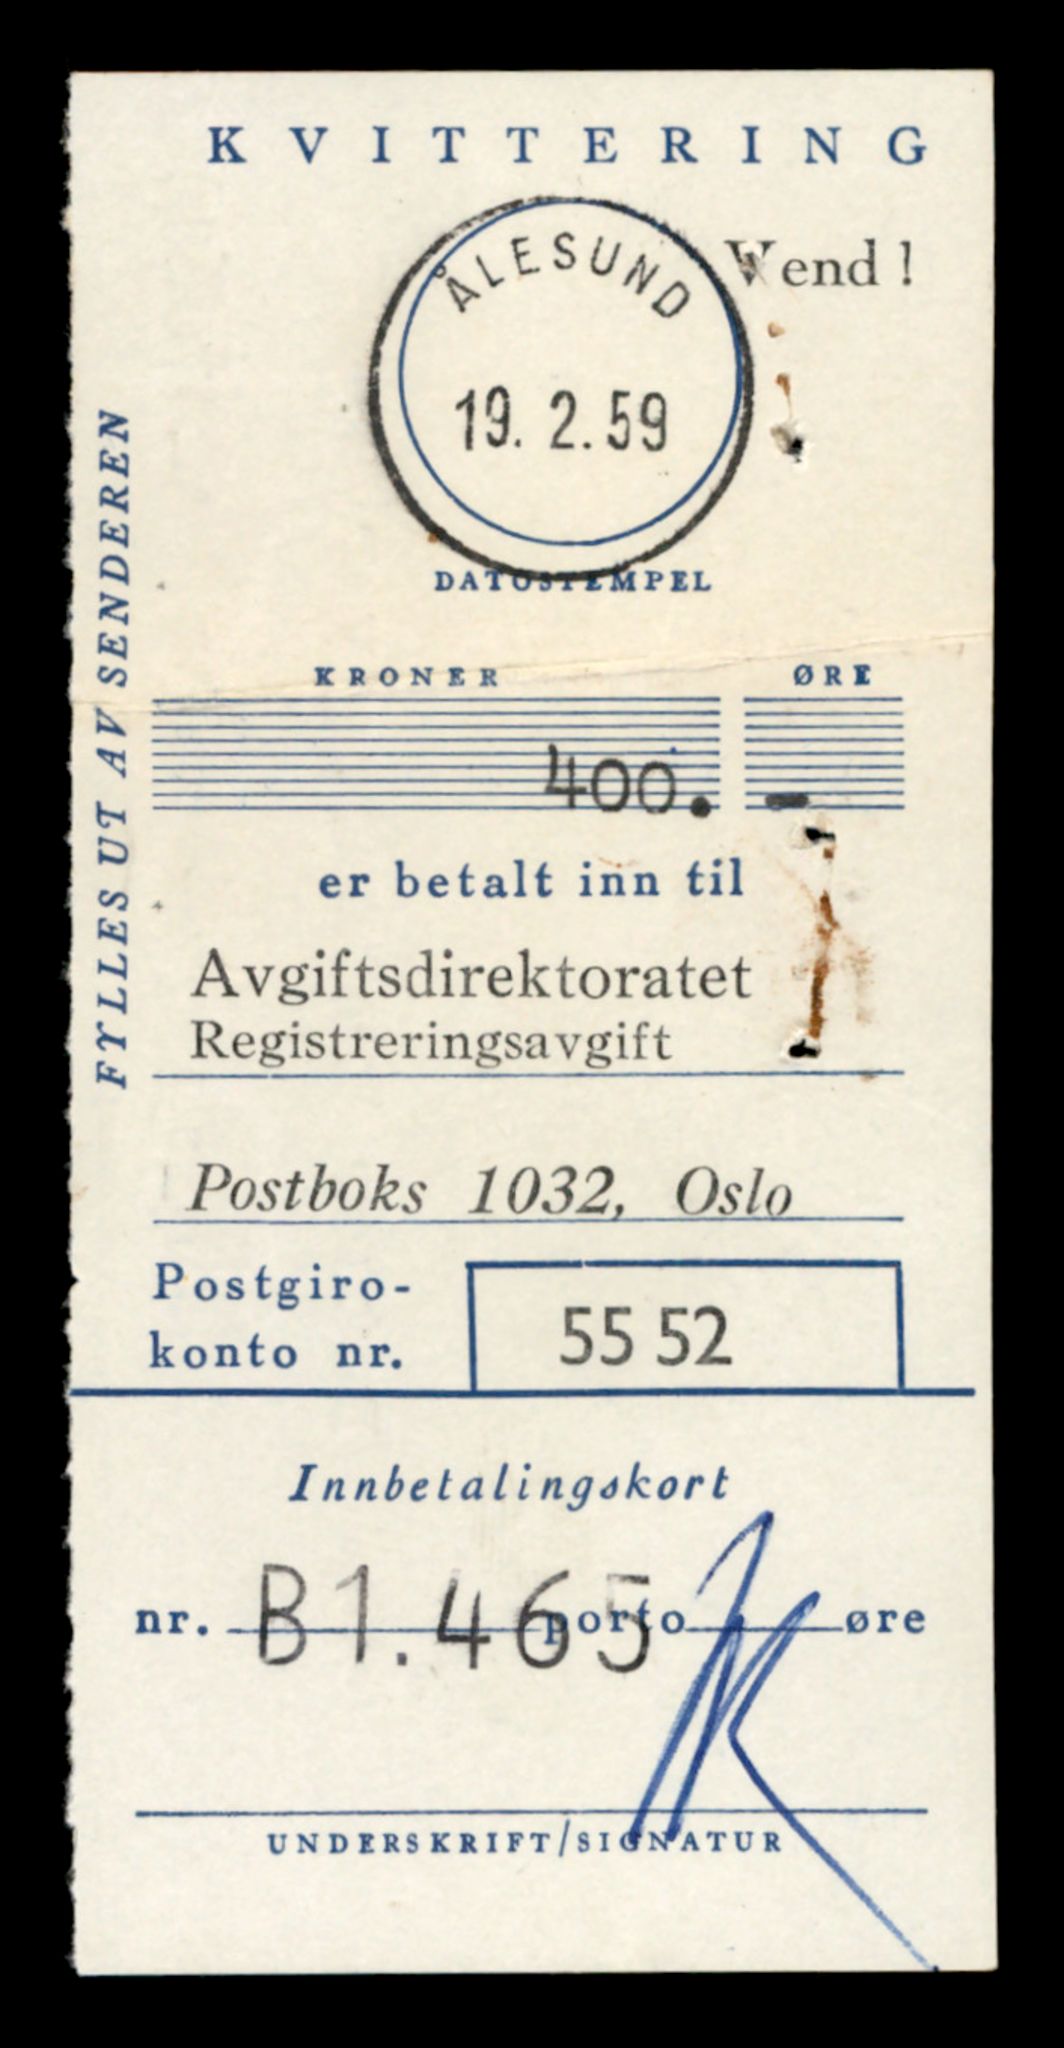 KVITTERING
Vend !
ÅLESUND
19. 2. 59
DATOSTEMPEL
FYLLES UT AV SENDEREN
KRONER ØRE
400. -
er betalt inn til
Avgiftsdirektoratet
Registreringsavgift
Postboks 1032, Oslo
Postgiro-
konto nr. 55 52
Innbetalingskort
nr. B1.465 porto øre
UNDERSKRIFT/SIGNATUR